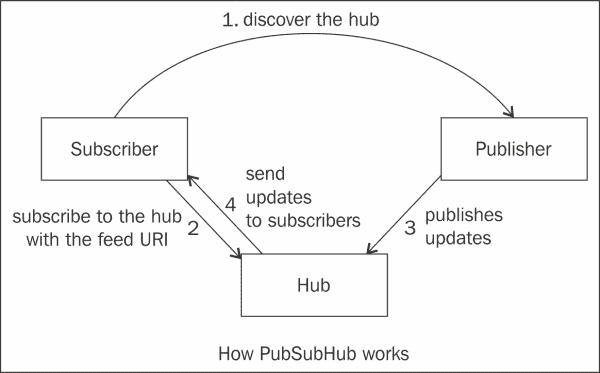 1. discover the hub
Subscriber
Publisher
send
updates
to subscribers
4
subscribe to the hub
with the feed URI
2
3
publishes
updates
Hub
How PubSubHub works